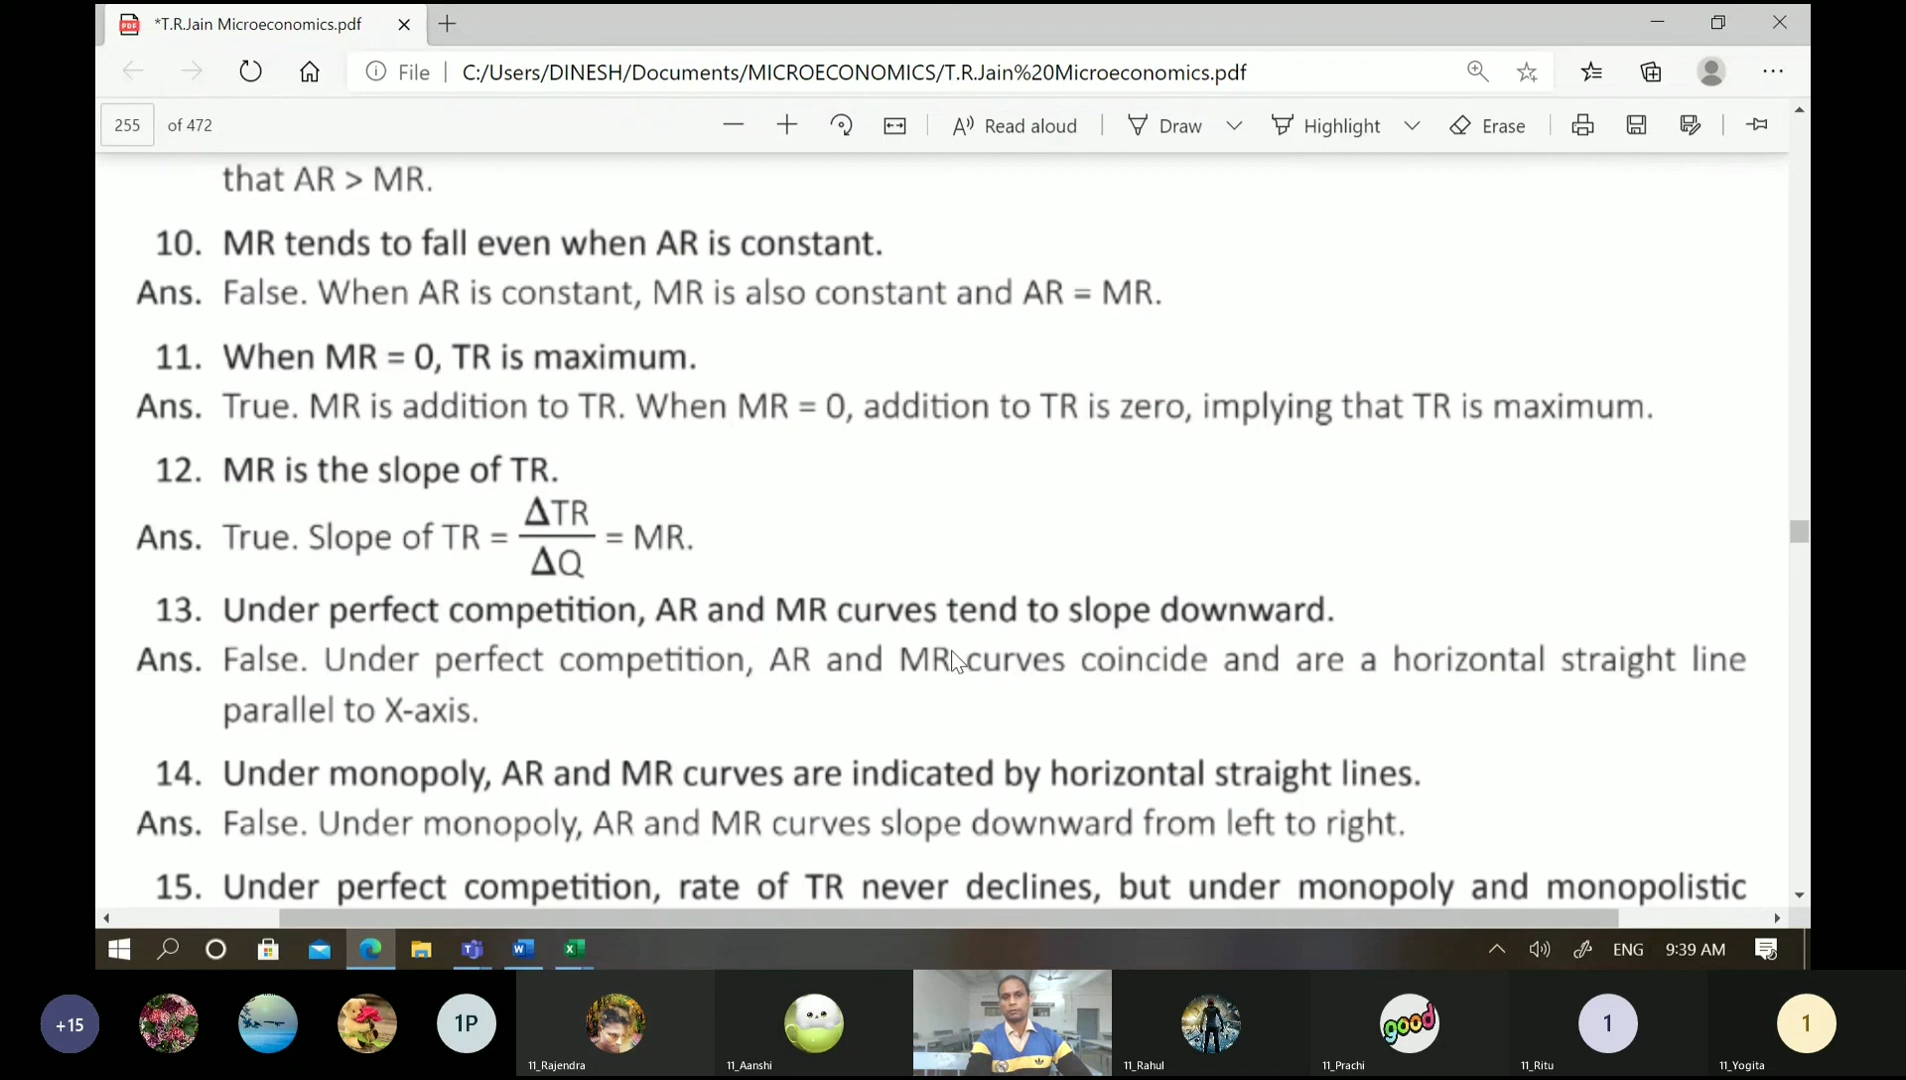 *T.R.Jain Microeconomics.pdf
File C:/Users/DINESH/Documents/MICROECONOMICS/T.R.Jain%20Microeconomics.pdf
255 of 472 Read aloud Draw Highlight Erase
that AR > MR.
10. MR tends to fall even when AR is constant.
Ans. False. When AR is constant, MR is also constant and AR = MR.
11. When MR = 0, TR is maximum.
Ans. True. MR is addition to TR. When MR = 0, addition to TR is zero, implying that TR is maximum.
12. MR is the slope of TR.
Ans. True. Slope of TR = ΔTR/ΔQ = MR.
13. Under perfect competition, AR and MR curves tend to slope downward.
Ans. False. Under perfect competition, AR and MR curves coincide and are a horizontal straight line
parallel to X-axis.
14. Under monopoly, AR and MR curves are indicated by horizontal straight lines.
Ans. False. Under monopoly, AR and MR curves slope downward from left to right.
15. Under perfect competition, rate of TR never declines, but under monopoly and monopolistic
ENG 9:39 AM
+15 1P good 1 1
11_Rajendra 11_Aanshi 11_Rahul 11_Prachi 11_Ritu 11_Yogita